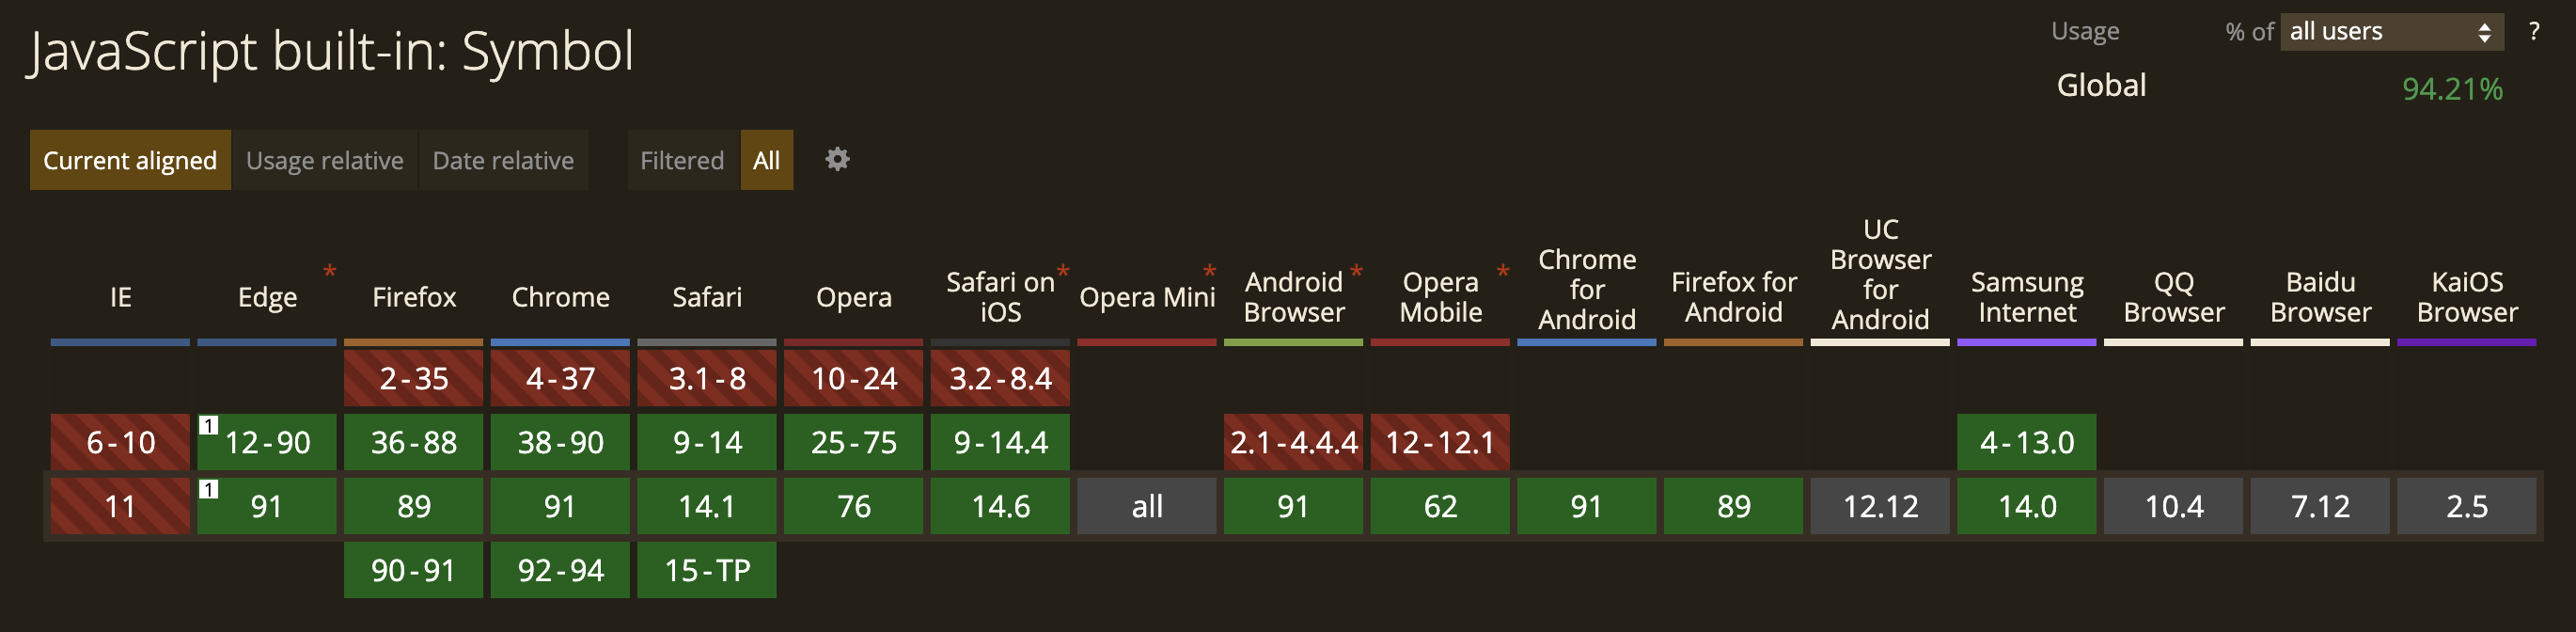 JavaScript built-in: Symbol
Usage % of all users ?
Global 94.21%
Current aligned Usage relative Date relative Filtered All
IE
Edge *
Firefox
Chrome
Safari
Opera
Safari on *
iOS
Opera Mini *
Android *
Browser
Opera *
Mobile
Chrome
for
Android
Firefox for
Android
UC
Browser
for
Android
Samsung
Internet
QQ
Browser
Baidu
Browser
KaiOS
Browser
2-35 4-37 3.1-8 10-24 3.2-8.4
6-10 1 12-90 36-88 38-90 9-14 25-75 9-14.4 2.1-4.4.4 12-12.1 4-13.0
11 1 91 89 91 14.1 76 14.6 all 91 62 91 89 12.12 14.0 10.4 7.12 2.5
90-91 92-94 15-TP